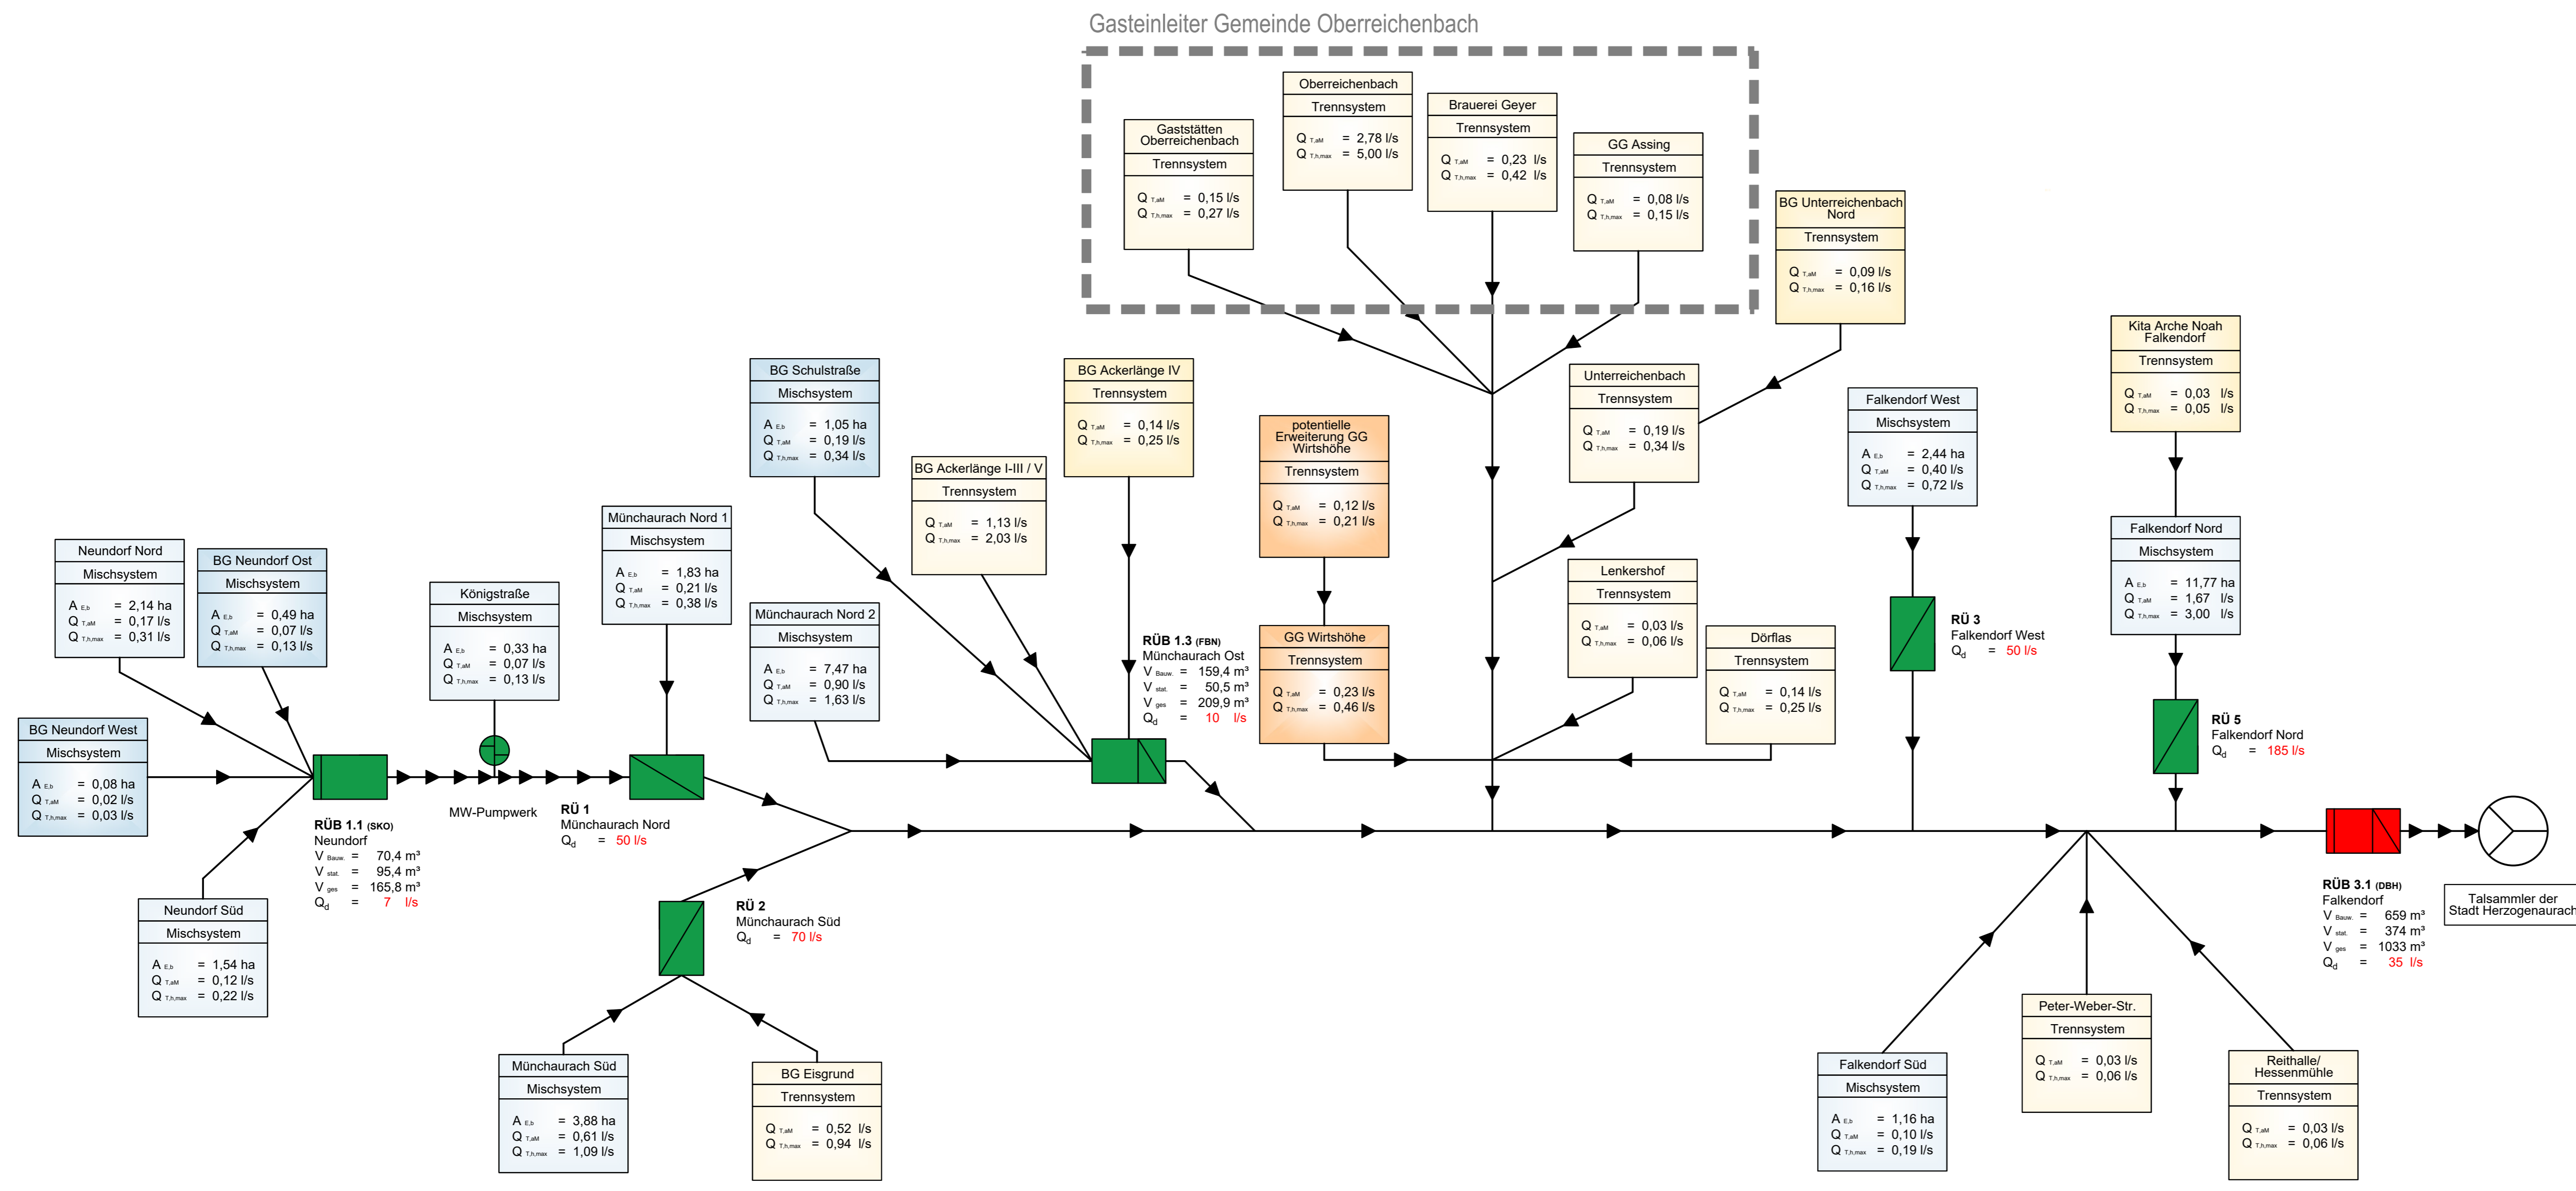 Gasteinleiter Gemeinde Oberreichenbach
Gaststätten
Oberreichenbach
Trennsystem
Q T,aM = 0,15 l/s
Q T,h,max = 0,27 l/s
Oberreichenbach
Trennsystem
Q T,aM = 2,78 l/s
Q T,h,max = 5,00 l/s
Brauerei Geyer
Trennsystem
Q T,aM = 0,23 l/s
Q T,h,max = 0,42 l/s
GG Assing
Trennsystem
Q T,aM = 0,08 l/s
Q T,h,max = 0,15 l/s
BG Unterreichenbach
Nord
Trennsystem
Q T,aM = 0,09 l/s
Q T,h,max = 0,16 l/s
Kita Arche Noah
Falkendorf
Trennsystem
Q T,aM = 0,03 l/s
Q T,h,max = 0,05 l/s
BG Schulstraße
Mischsystem
A E,b = 1,05 ha
Q T,aM = 0,19 l/s
Q T,h,max = 0,34 l/s
BG Ackerlänge IV
Trennsystem
Q T,aM = 0,14 l/s
Q T,h,max = 0,25 l/s
Unterreichenbach
Trennsystem
Q T,aM = 0,19 l/s
Q T,h,max = 0,34 l/s
Falkendorf West
Mischsystem
A E,b = 2,44 ha
Q T,aM = 0,40 l/s
Q T,h,max = 0,72 l/s
potentielle
Erweiterung GG
Wirtshöhe
Trennsystem
Q T,aM = 0,12 l/s
Q T,h,max = 0,21 l/s
BG Ackerlänge I-III / V
Trennsystem
Q T,aM = 1,13 l/s
Q T,h,max = 2,03 l/s
Münchaurach Nord 1
Mischsystem
A E,b = 1,83 ha
Q T,aM = 0,21 l/s
Q T,h,max = 0,38 l/s
Falkendorf Nord
Mischsystem
A E,b = 11,77 ha
Q T,aM = 1,67 l/s
Q T,h,max = 3,00 l/s
Neundorf Nord
Mischsystem
A E,b = 2,14 ha
Q T,aM = 0,17 l/s
Q T,h,max = 0,31 l/s
BG Neundorf Ost
Mischsystem
A E,b = 0,49 ha
Q T,aM = 0,07 l/s
Q T,h,max = 0,13 l/s
Königstraße
Mischsystem
A E,b = 0,33 ha
Q T,aM = 0,07 l/s
Q T,h,max = 0,13 l/s
Münchaurach Nord 2
Mischsystem
A E,b = 7,47 ha
Q T,aM = 0,90 l/s
Q T,h,max = 1,63 l/s
RÜB 1.3 (FBN)
Münchaurach Ost
V Bauw. = 159,4 m³
V stat. = 50,5 m³
V ges = 209,9 m³
Qd = 10 l/s
GG Wirtshöhe
Trennsystem
Q T,aM = 0,23 l/s
Q T,h,max = 0,46 l/s
Lenkershof
Trennsystem
Q T,aM = 0,03 l/s
Q T,h,max = 0,06 l/s
Dörflas
Trennsystem
Q T,aM = 0,14 l/s
Q T,h,max = 0,25 l/s
RÜ 3
Falkendorf West
Qd = 50 l/s
RÜ 5
Falkendorf Nord
Qd = 185 l/s
BG Neundorf West
Mischsystem
A E,b = 0,08 ha
Q T,aM = 0,02 l/s
Q T,h,max = 0,03 l/s
RÜB 1.1 (SKO)
Neundorf
V Bauw. = 70,4 m³
V stat. = 95,4 m³
V ges = 165,8 m³
Qd = 7 l/s
MW-Pumpwerk
RÜ 1
Münchaurach Nord
Qd = 50 l/s
Neundorf Süd
Mischsystem
A E,b = 1,54 ha
Q T,aM = 0,12 l/s
Q T,h,max = 0,22 l/s
RÜ 2
Münchaurach Süd
Qd = 70 l/s
RÜB 3.1 (DBH)
Falkendorf
V Bauw. = 659 m³
V stat. = 374 m³
V ges = 1033 m³
Qd = 35 l/s
Talsammler der
Stadt Herzogenaurach
Münchaurach Süd
Mischsystem
A E,b = 3,88 ha
Q T,aM = 0,61 l/s
Q T,h,max = 1,09 l/s
BG Eisgrund
Trennsystem
Q T,aM = 0,52 l/s
Q T,h,max = 0,94 l/s
Falkendorf Süd
Mischsystem
A E,b = 1,16 ha
Q T,aM = 0,10 l/s
Q T,h,max = 0,19 l/s
Peter-Weber-Str.
Trennsystem
Q T,aM = 0,03 l/s
Q T,h,max = 0,06 l/s
Reithalle/
Hessenmühle
Trennsystem
Q T,aM = 0,03 l/s
Q T,h,max = 0,06 l/s